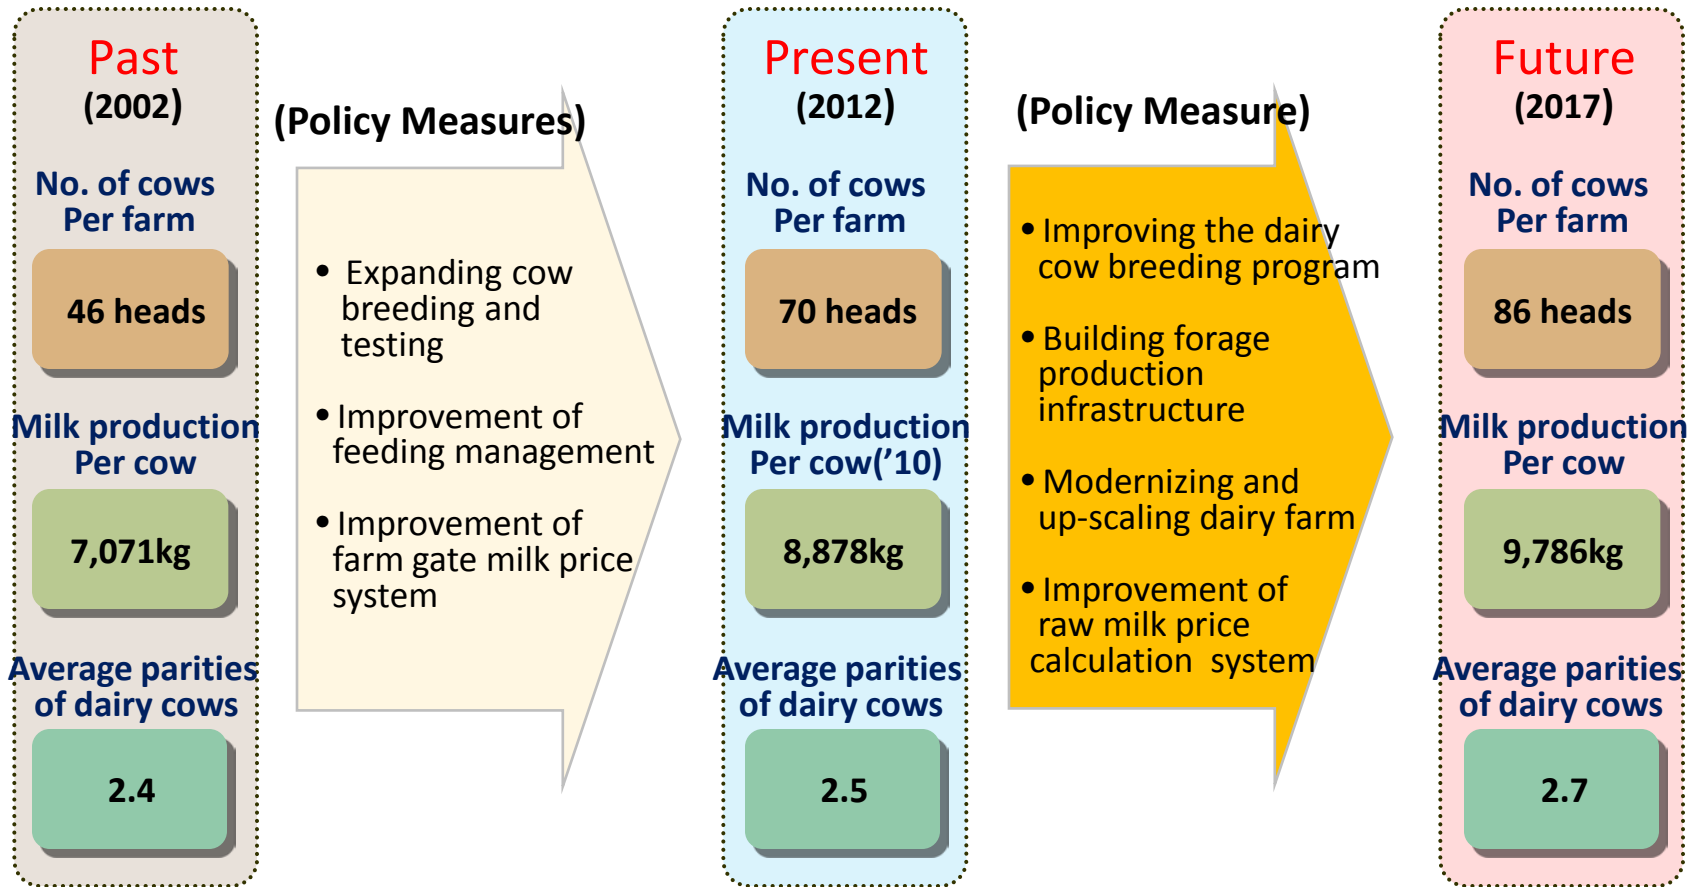 Past
(2002)
No. of cows
Per farm
46 heads
Milk production
Per cow
7,071kg
Average parities
of dairy cows
2.4
(Policy Measures)
• Expanding cow
breeding and
testing
• Improvement of
feeding management
• Improvement of
farm gate milk price
system
Present
(2012)
No. of cows
Per farm
70 heads
Milk production
Per cow(’10)
8,878kg
Average parities
of dairy cows
2.5
(Policy Measure)
• Improving the dairy
cow breeding program
• Building forage
production
infrastructure
• Modernizing and
up-scaling dairy farm
• Improvement of
raw milk price
calculation system
Future
(2017)
No. of cows
Per farm
86 heads
Milk production
Per cow
9,786kg
Average parities
of dairy cows
2.7